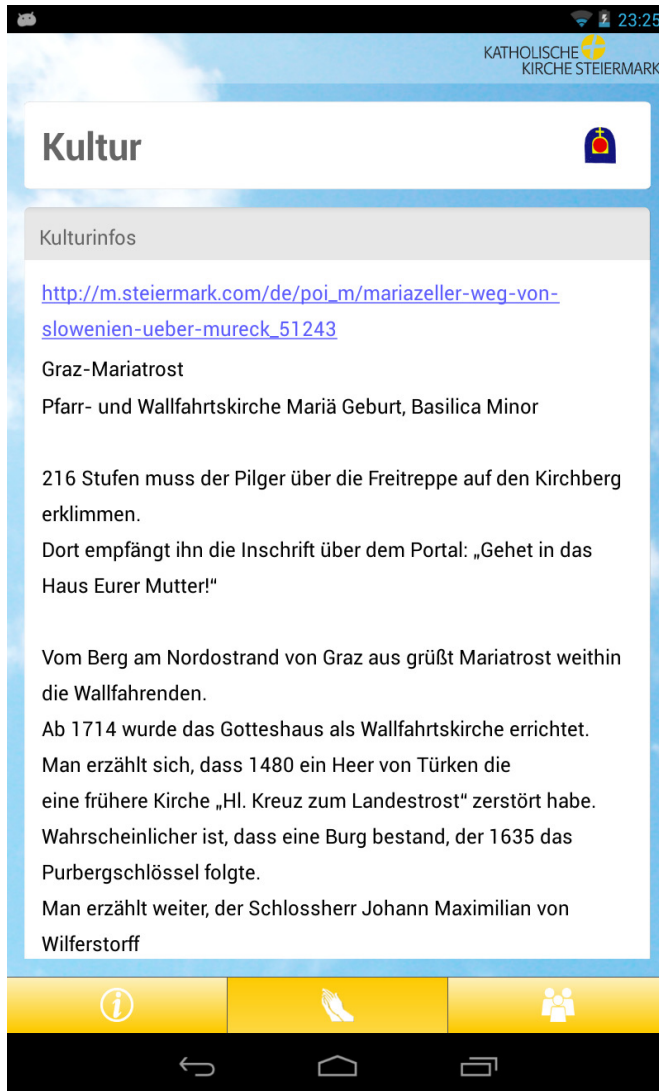 23:25
KATHOLISCHE
KIRCHE STEIERMARK
Kultur
Kulturinfos
http://m.steiermark.com/de/poi_m/mariazeller-weg-von-
slowenien-ueber-mureck_51243
Graz-Mariatrost
Pfarr- und Wallfahrtskirche Mariä Geburt, Basilica Minor
216 Stufen muss der Pilger über die Freitreppe auf den Kirchberg
erklimmen.
Dort empfängt ihn die Inschrift über dem Portal: „Gehet in das
Haus Eurer Mutter!“
Vom Berg am Nordostrand von Graz aus grüßt Mariatrost weithin
die Wallfahrenden.
Ab 1714 wurde das Gotteshaus als Wallfahrtskirche errichtet.
Man erzählt sich, dass 1480 ein Heer von Türken die
eine frühere Kirche „Hl. Kreuz zum Landestrost“ zerstört habe.
Wahrscheinlicher ist, dass eine Burg bestand, der 1635 das
Purbergschlössel folgte.
Man erzählt weiter, der Schlossherr Johann Maximilian von
Wilferstorff